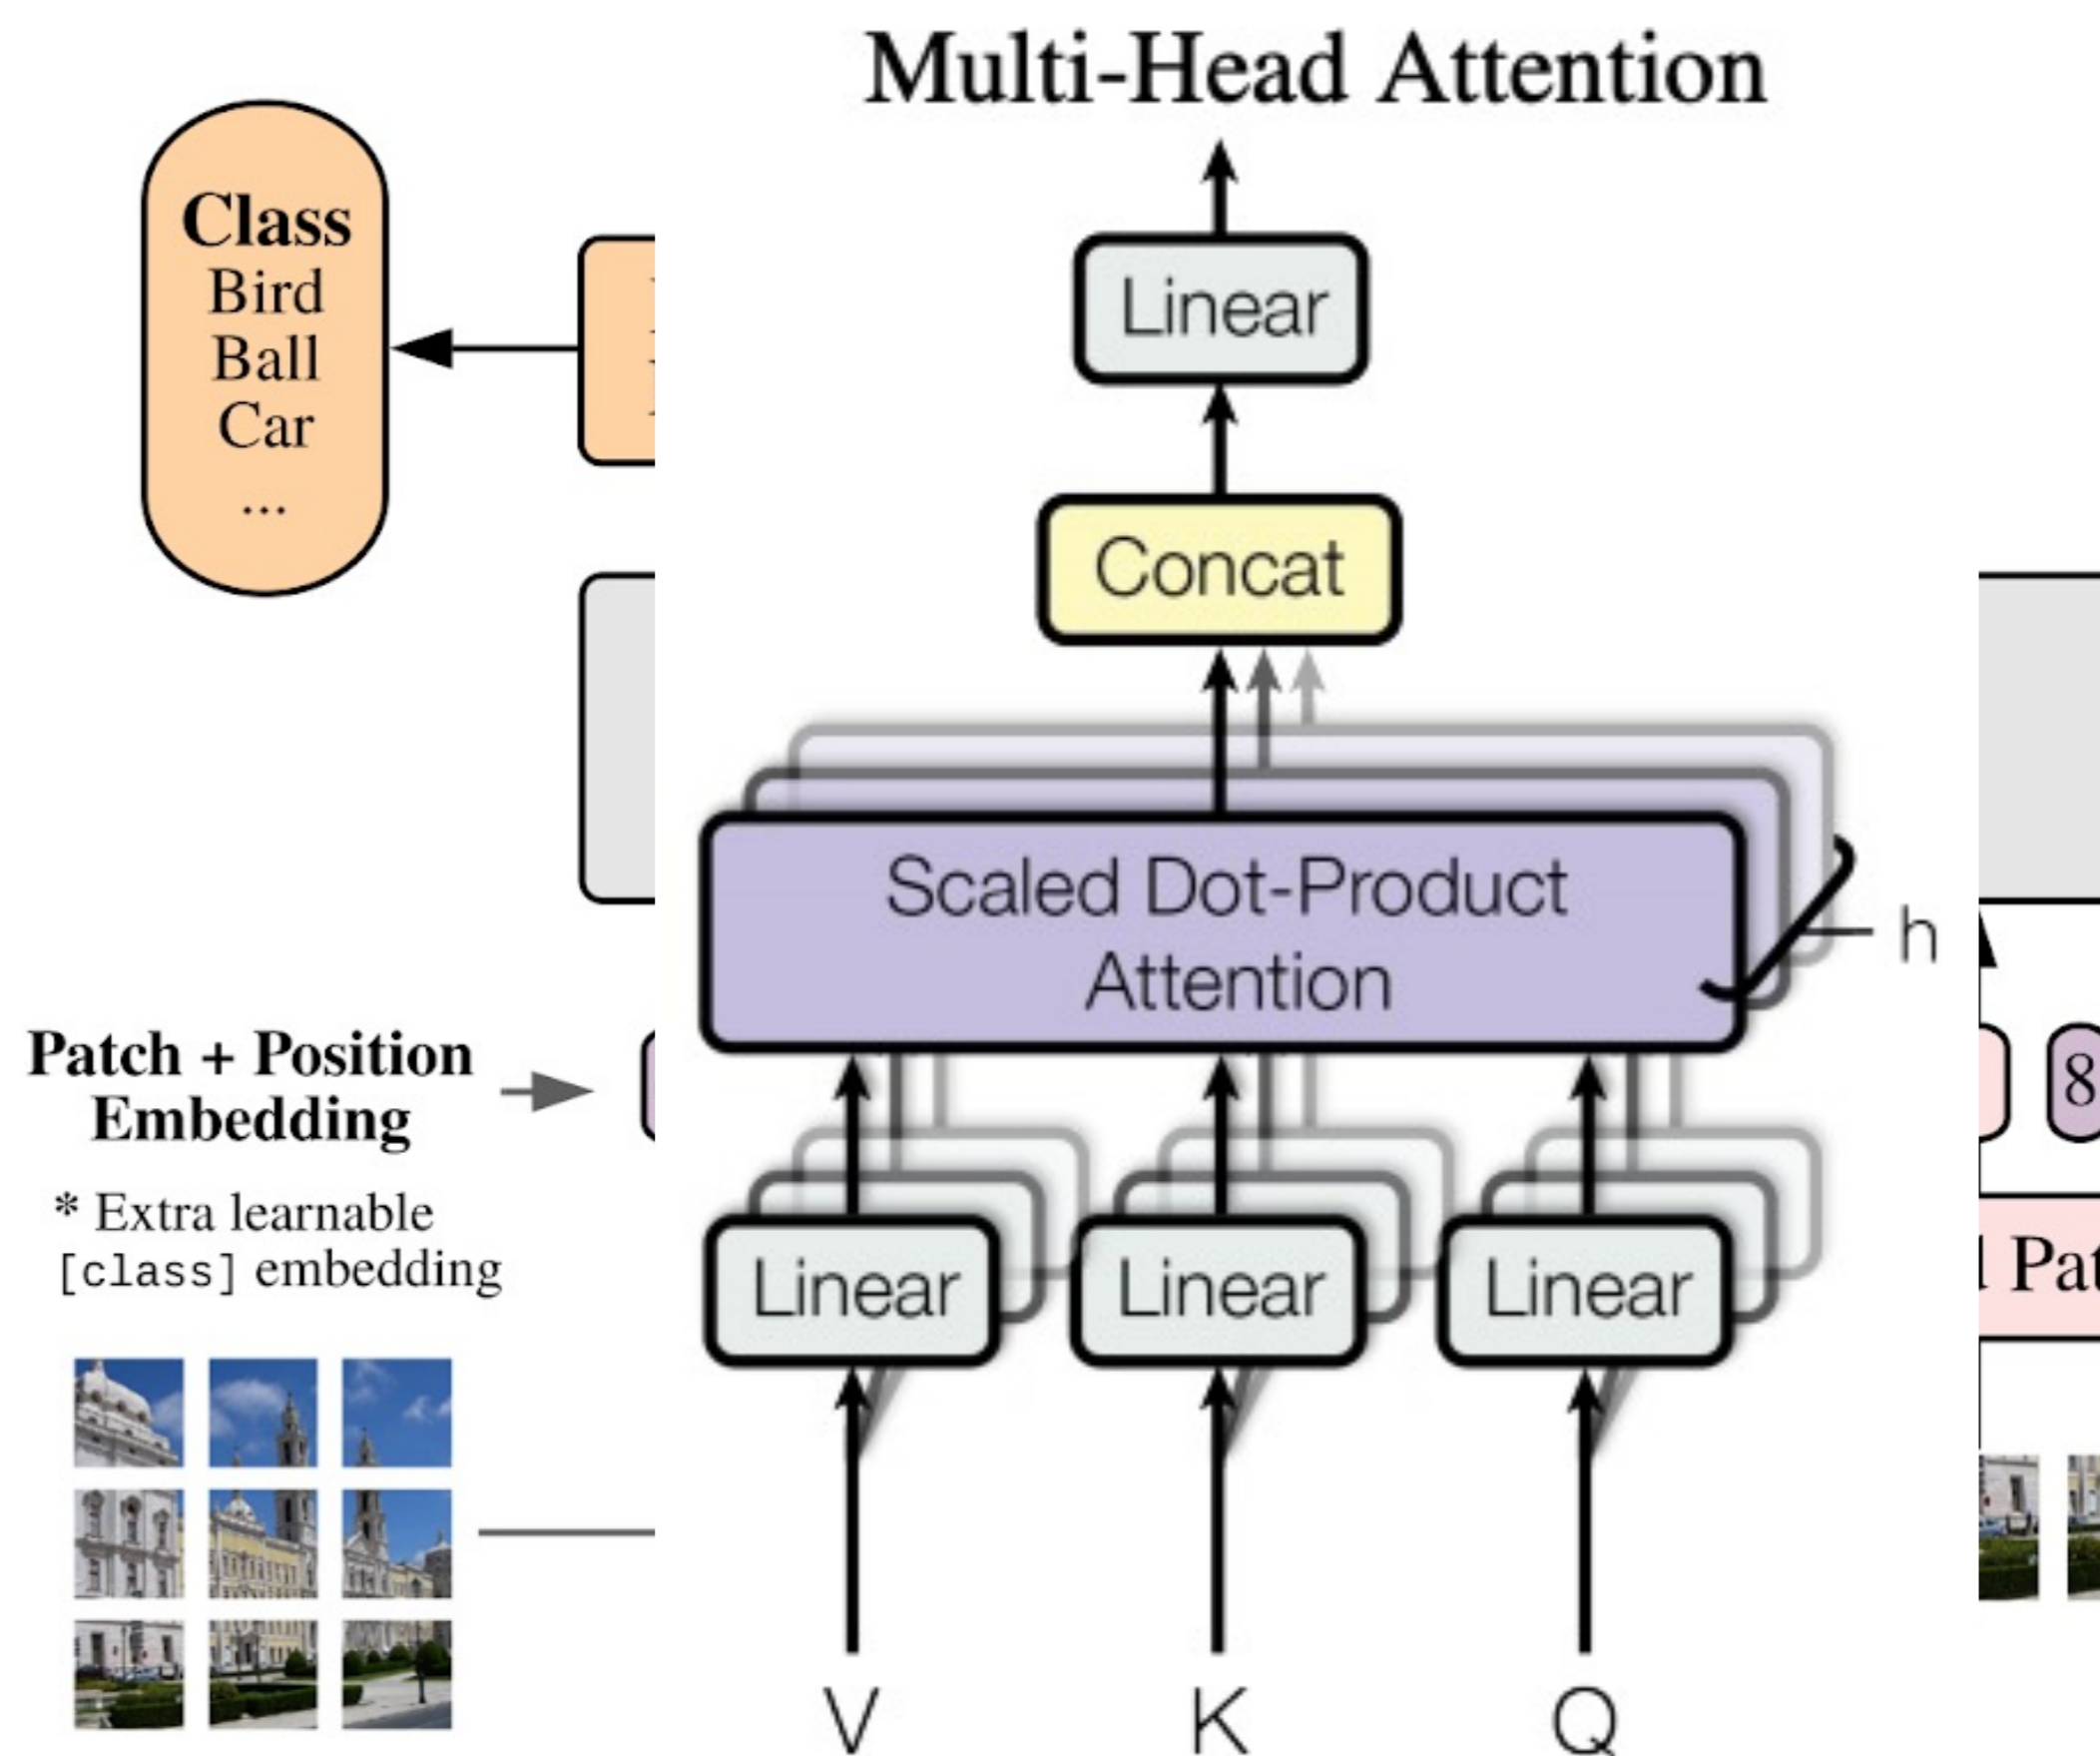 Multi-Head Attention
Class
Bird
Ball
Car
...
Linear
Concat
Scaled Dot-Product
Attention
h
Patch + Position
Embedding
8
* Extra learnable
[class] embedding
Linear
Linear
Linear
V
K
Q